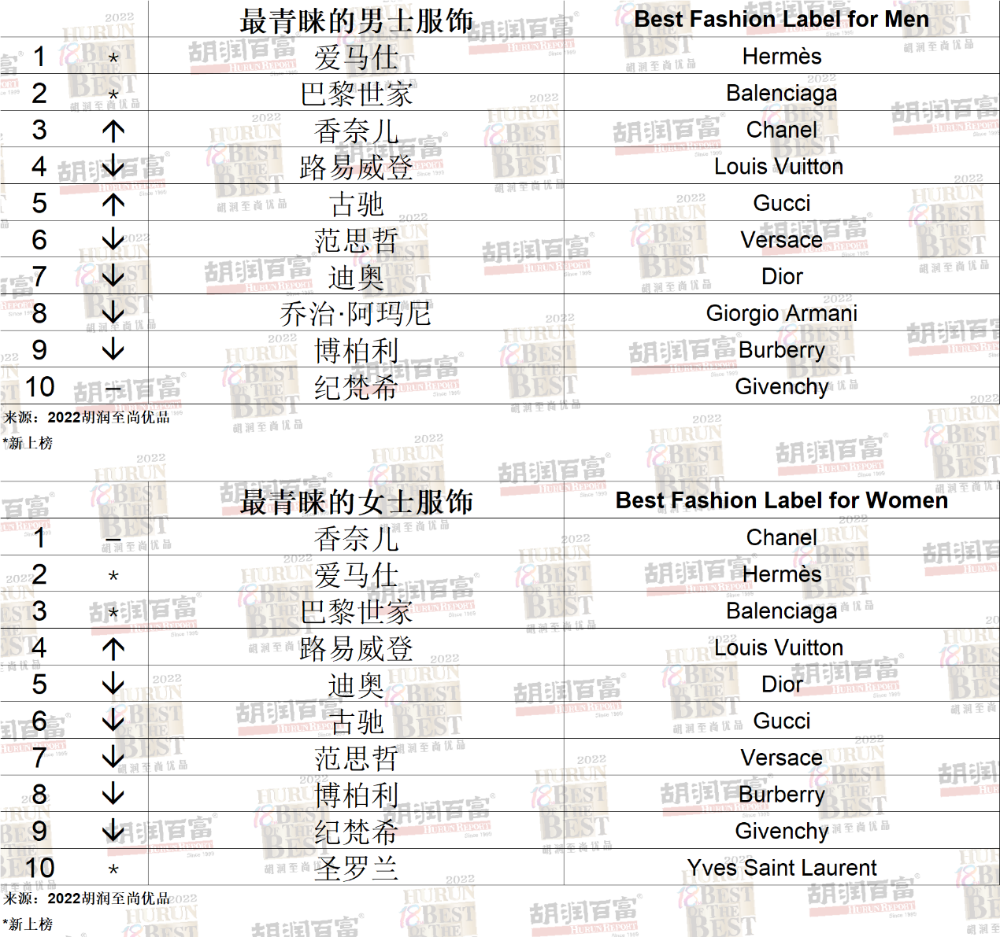 最青睐的男士服饰 Best Fashion Label for Men
1 * 爱马仕 Hermès
2 * 巴黎世家 Balenciaga
3 ↑ 香奈儿 Chanel
4 ↓ 路易威登 Louis Vuitton
5 ↑ 古驰 Gucci
6 ↓ 范思哲 Versace
7 ↓ 迪奥 Dior
8 ↓ 乔治·阿玛尼 Giorgio Armani
9 ↓ 博柏利 Burberry
10 – 纪梵希 Givenchy
来源：2022胡润至尚优品
*新上榜
最青睐的女士服饰 Best Fashion Label for Women
1 – 香奈儿 Chanel
2 * 爱马仕 Hermès
3 * 巴黎世家 Balenciaga
4 ↑ 路易威登 Louis Vuitton
5 ↓ 迪奥 Dior
6 ↓ 古驰 Gucci
7 ↓ 范思哲 Versace
8 ↓ 博柏利 Burberry
9 ↓ 纪梵希 Givenchy
10 * 圣罗兰 Yves Saint Laurent
来源：2022胡润至尚优品
*新上榜